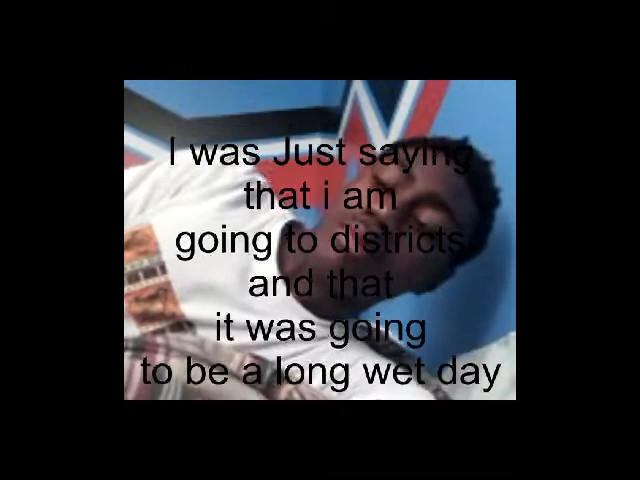 I was Just saying
that i am
going to districts
and that
it was going
to be a long wet day